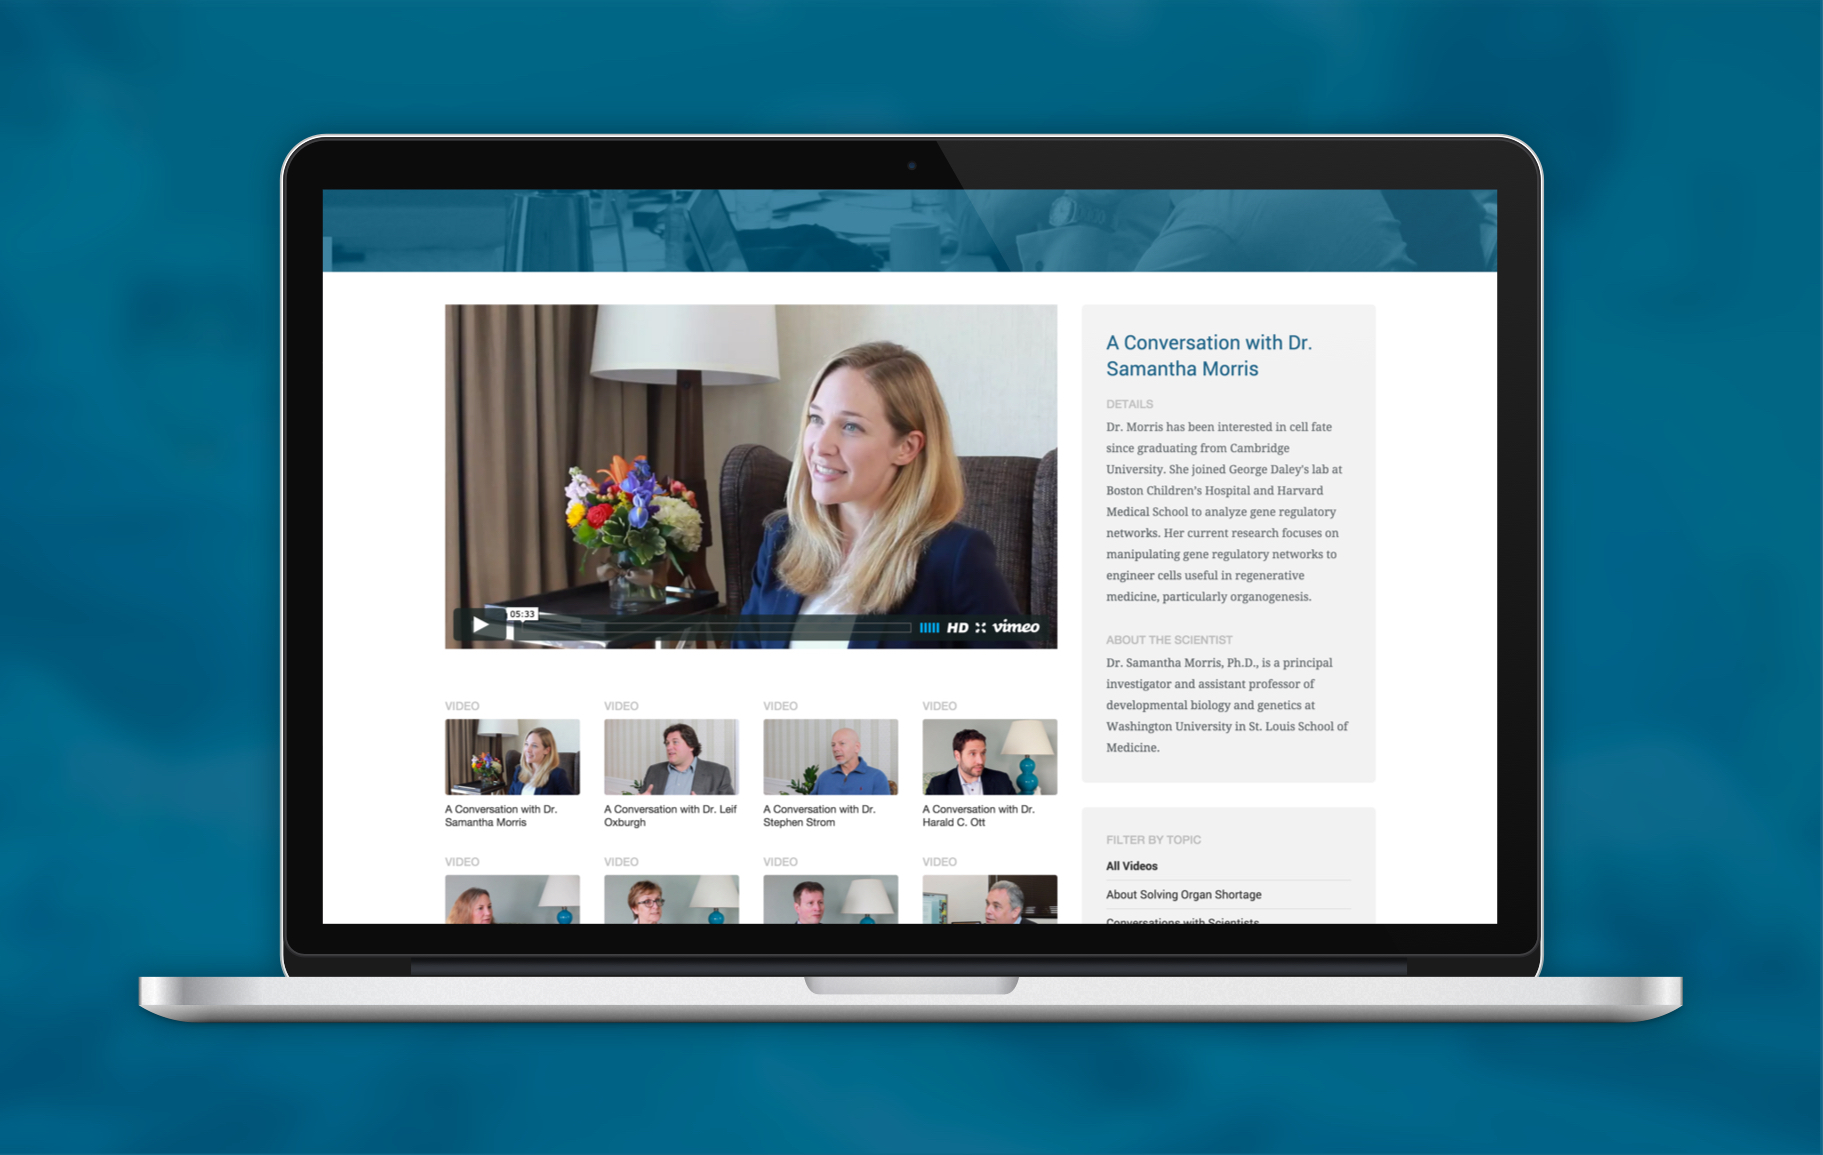 A Conversation with Dr.
Samantha Morris
DETAILS
Dr. Morris has been interested in cell fate
since graduating from Cambridge
University. She joined George Daley's lab at
Boston Children's Hospital and Harvard
Medical School to analyze gene regulatory
networks. Her current research focuses on
manipulating gene regulatory networks to
engineer cells useful in regenerative
medicine, particularly organogenesis.
ABOUT THE SCIENTIST
Dr. Samantha Morris, Ph.D., is a principal
investigator and assistant professor of
developmental biology and genetics at
Washington University in St. Louis School of
Medicine.
05:33
HD vimeo
VIDEO
A Conversation with Dr.
Samantha Morris
VIDEO
A Conversation with Dr. Leif
Oxburgh
VIDEO
A Conversation with Dr.
Stephen Strom
VIDEO
A Conversation with Dr.
Harald C. Ott
VIDEO
VIDEO
VIDEO
VIDEO
FILTER BY TOPIC
All Videos
About Solving Organ Shortage
Conversations with Scientists